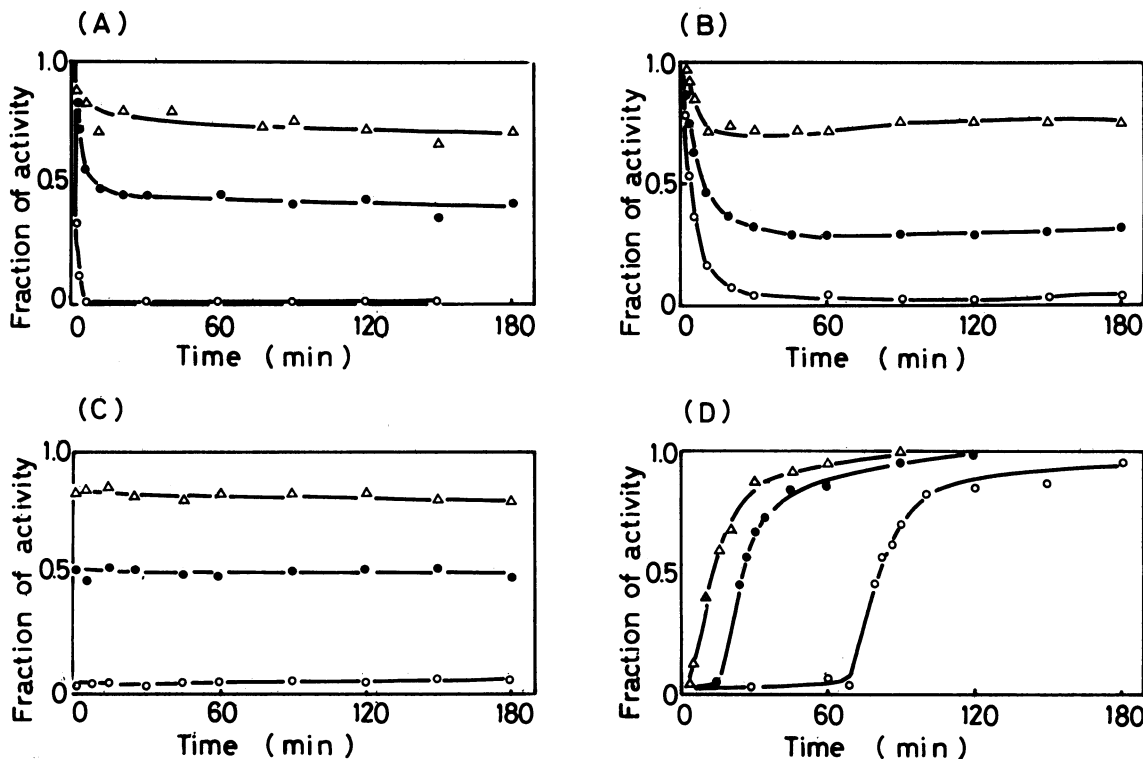 (A)
Fraction of activity
1.0
0.5
0
0 60 120 180
Time (min)
(B)
Fraction of activity
1.0
0.5
0
0 60 120 180
Time (min)
(C)
Fraction of activity
1.0
0.5
0
0 60 120 180
Time (min)
(D)
Fraction of activity
1.0
0.5
0
0 60 120 180
Time (min)